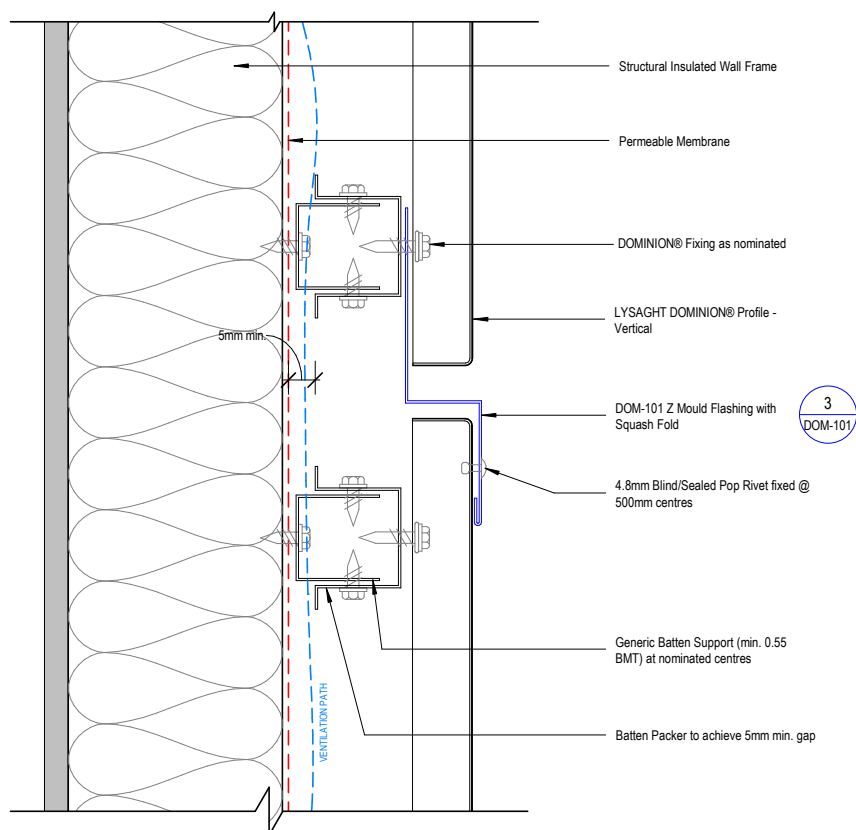 Structural Insulated Wall Frame
Permeable Membrane
DOMINION® Fixing as nominated
LYSAGHT DOMINION® Profile -
Vertical
5mm min.
DOM-101 Z Mould Flashing with
Squash Fold
3
DOM-101
4.8mm Blind/Sealed Pop Rivet fixed @
500mm centres
Generic Batten Support (min. 0.55
BMT) at nominated centres
VENTILATION PATH
Batten Packer to achieve 5mm min. gap